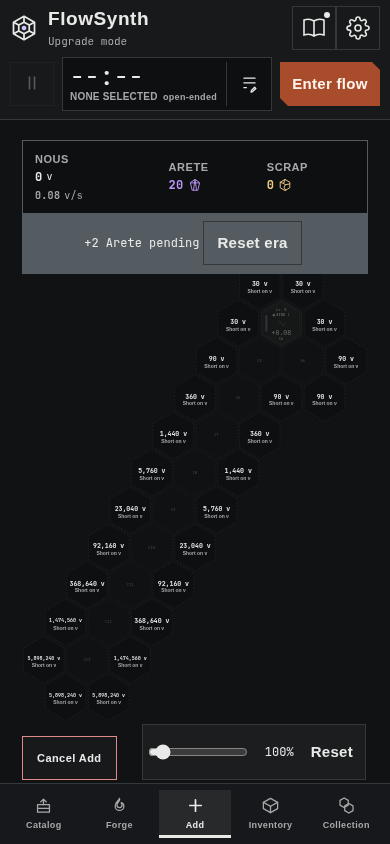 FlowSynth
Upgrade mode
--:--
NONE SELECTED open-ended
Enter flow
NOUS
0 v
0.08 v/s
ARETE
20
SCRAP
0
+2 Arete pending
Reset era
30 v 30 v
Short on v Short on v
30 v 30 v
Short on v Short on v
+0.08
90 v 90 v
Short on v Short on v
360 v 90 v 90 v
Short on v Short on v Short on v
1,440 v 360 v
Short on v Short on v
5,760 v 1,440 v
Short on v Short on v
23,040 v 5,760 v
Short on v Short on v
92,160 v 23,040 v
Short on v Short on v
368,640 v 92,160 v
Short on v Short on v
1,474,560 v 368,640 v
Short on v Short on v
5,898,240 v 1,474,560 v
Short on v Short on v
5,898,240 v 5,898,240 v
Short on v Short on v
Cancel Add
100%
Reset
Catalog Forge Add Inventory Collection